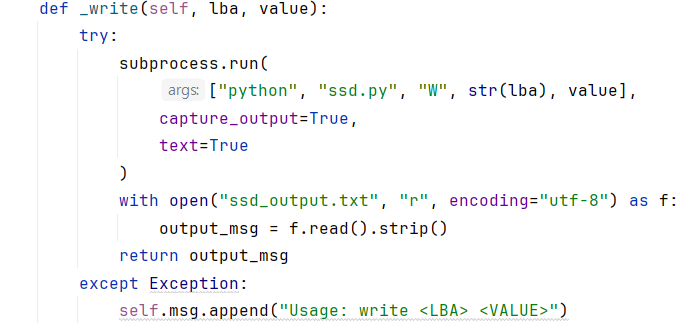 def _write(self, lba, value):
    try:
        subprocess.run(
            args: ["python", "ssd.py", "W", str(lba), value],
            capture_output=True,
            text=True
        )
        with open("ssd_output.txt", "r", encoding="utf-8") as f:
            output_msg = f.read().strip()
        return output_msg
    except Exception:
        self.msg.append("Usage: write <LBA> <VALUE>")